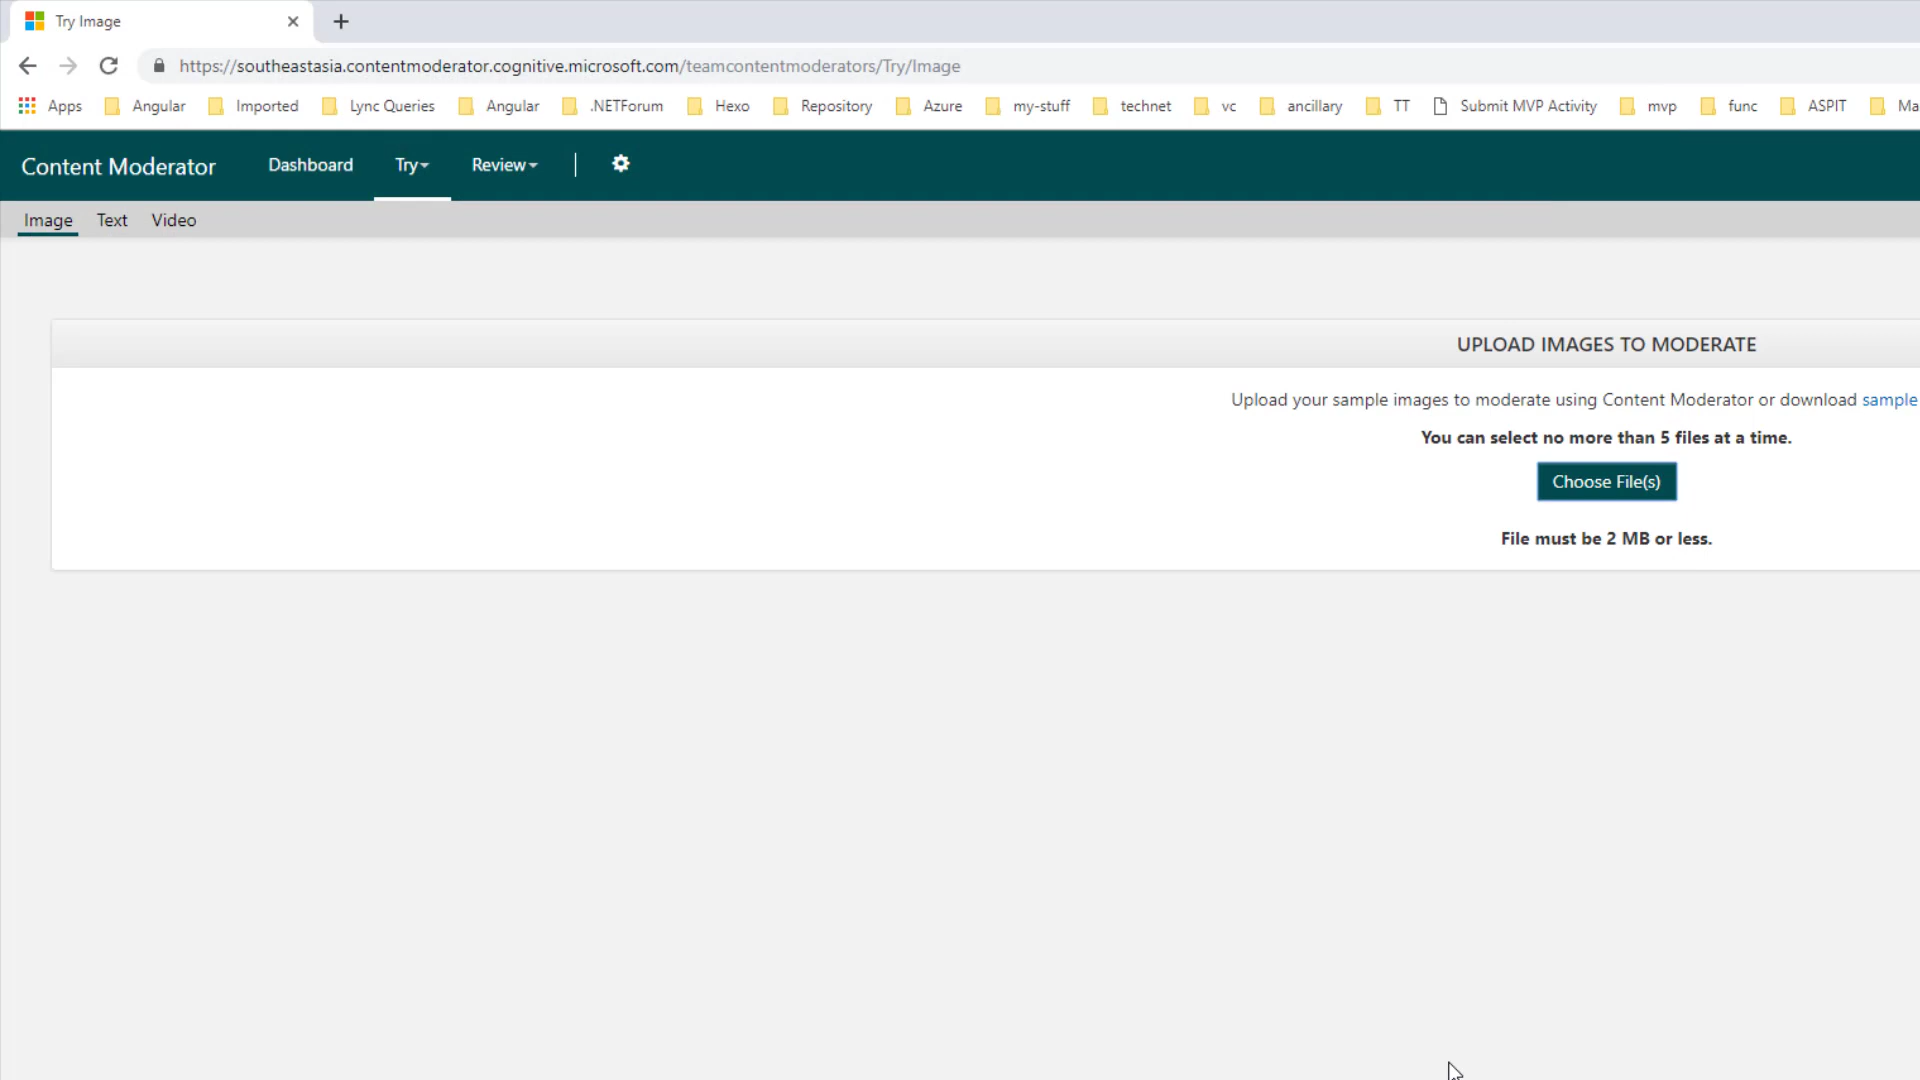 Try Image
https://southeastasia.contentmoderator.cognitive.microsoft.com/teamcontentmoderators/Try/Image
Apps Angular Imported Lync Queries Angular .NETForum Hexo Repository Azure my-stuff technet vc ancillary TT Submit MVP Activity mvp func ASPIT Ma
Content Moderator Dashboard Try Review
Image Text Video
UPLOAD IMAGES TO MODERATE
Upload your sample images to moderate using Content Moderator or download sample
You can select no more than 5 files at a time.
Choose File(s)
File must be 2 MB or less.